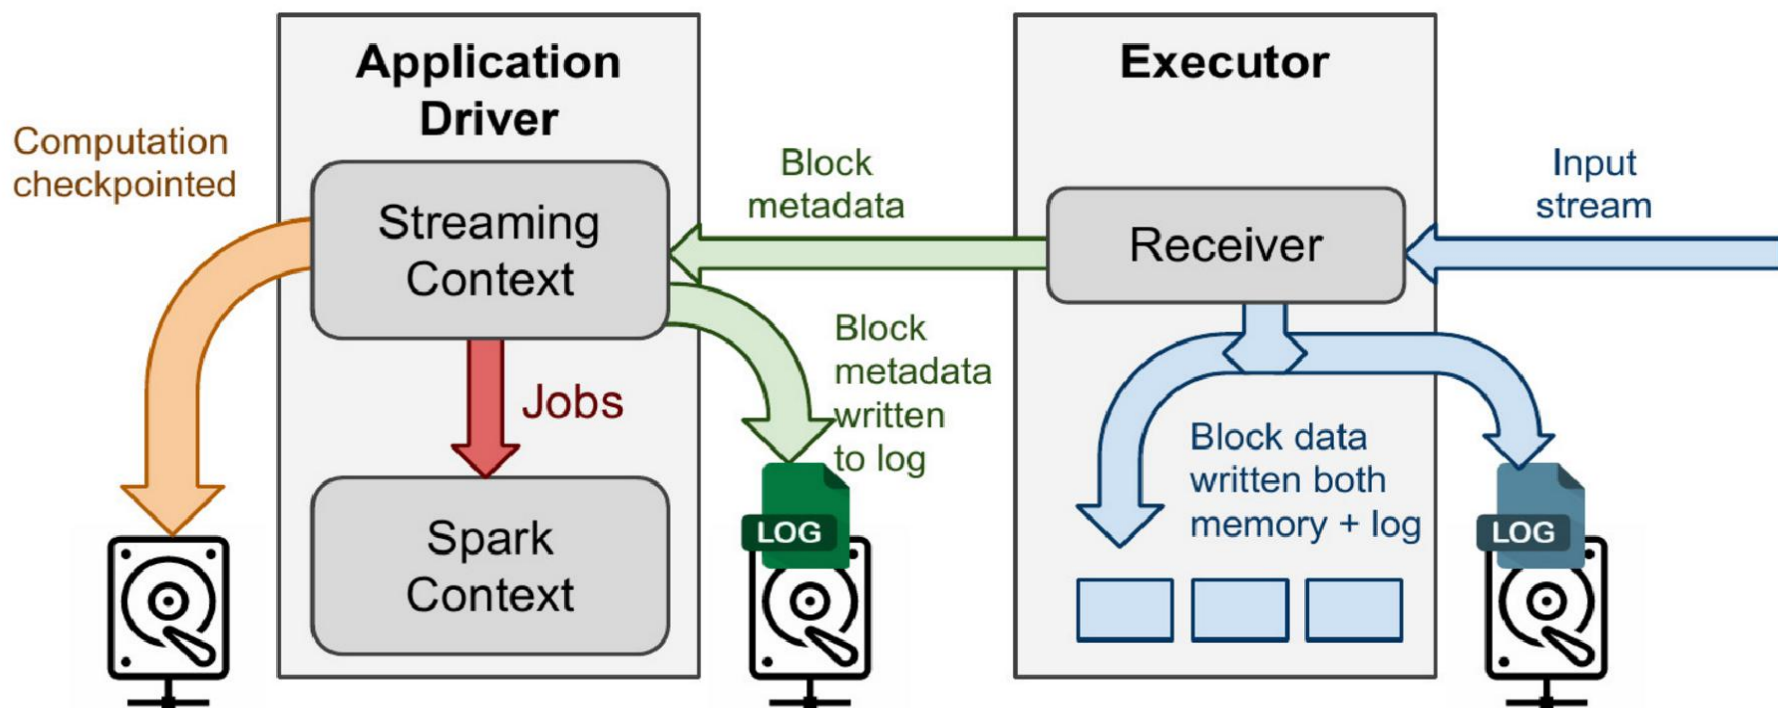 Application
Driver
Executor
Computation
checkpointed
Streaming
Context
Block
metadata
Receiver
Input
stream
Jobs
Block
metadata
written
to log
Block data
written both
memory + log
LOG
LOG
Spark
Context